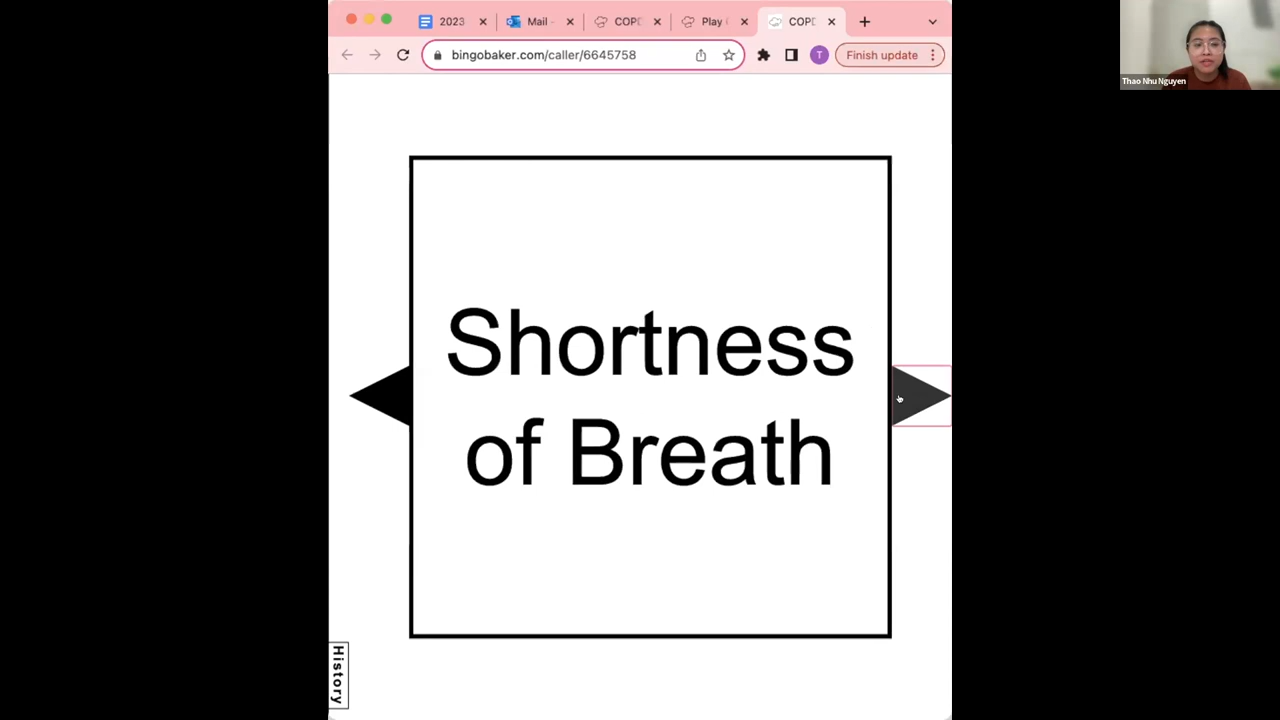 2023
Mail -
COPD
Play
COPD
bingobaker.com/caller/6645758
T
Finish update
Thao Nhu Nguyen
Shortness
of Breath
History